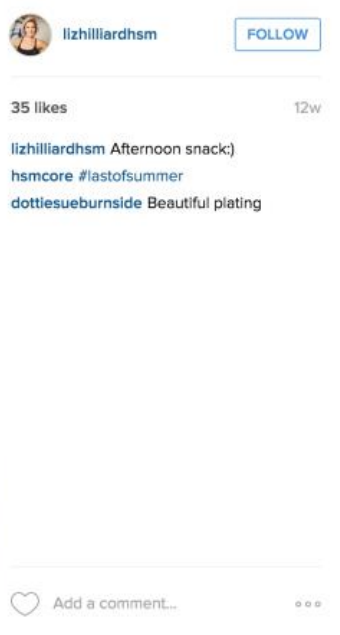 lizhilliardhsm FOLLOW
35 likes 12w
lizhilliardhsm Afternoon snack:)
hsmcore #lastofsummer
dottiesueburnside Beautiful plating
Add a comment...